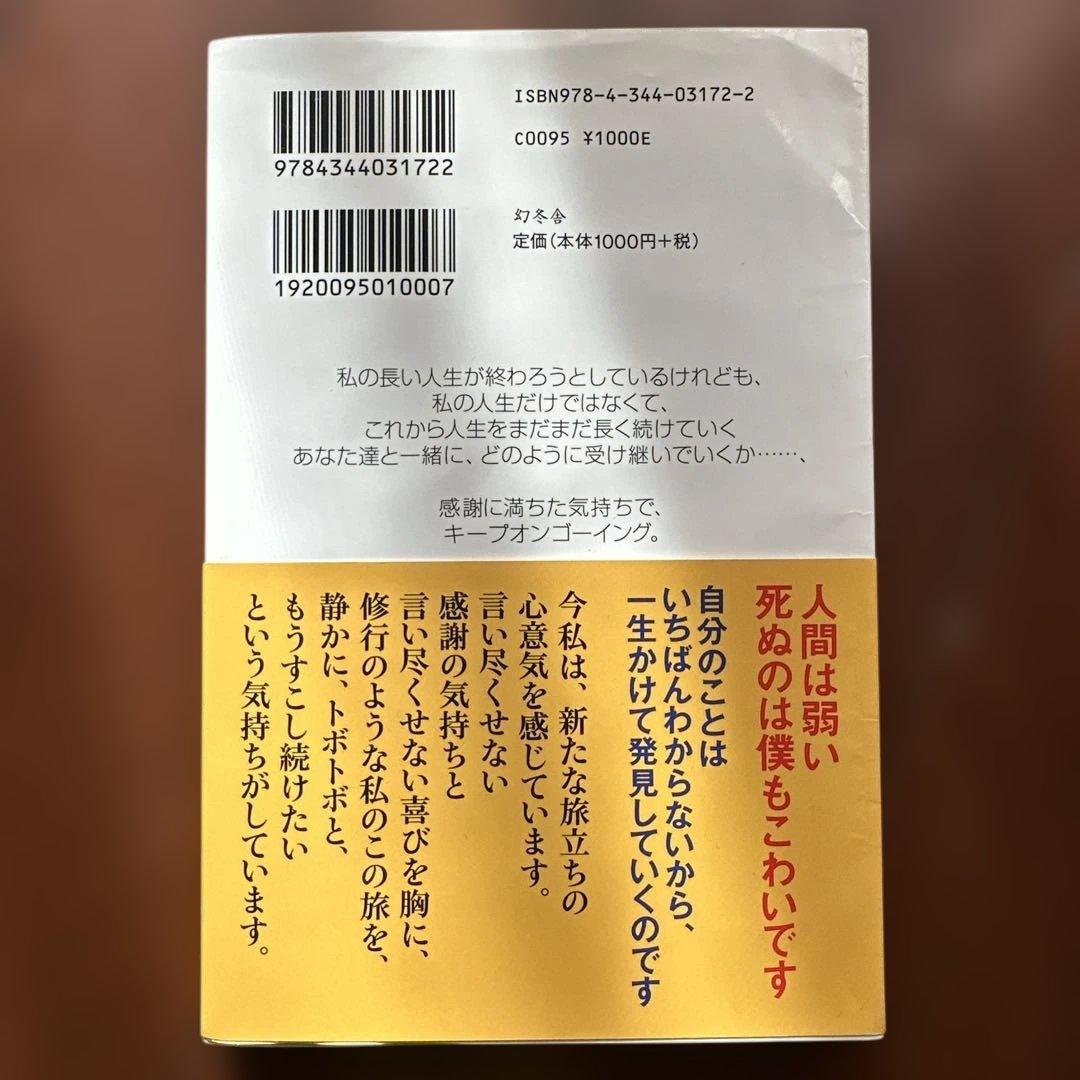 ISBN978-4-344-03172-2
C0095 ¥1000E
9784344031722
幻冬舎
定価(本体1000円+税)
1920095010007
私の長い人生が終わろうとしているけれども、
私の人生だけではなくて、
これから人生をまだまだ長く続けていく
あなた達と一緒に、どのように受け継いでいくか……、
感謝に満ちた気持ちで、
キープオンゴーイング。
人間は弱い
死ぬのは僕もこわいです
自分のことは
いちばんわからないから、
一生かけて発見していくのです
今私は、新たな旅立ちの
心意気を感じています。
言い尽くせない
感謝の気持ちと
言い尽くせない喜びを胸に、
修行のような私のこの旅を、
静かに、トボトボと、
もうすこし続けたい
という気持ちがしています。